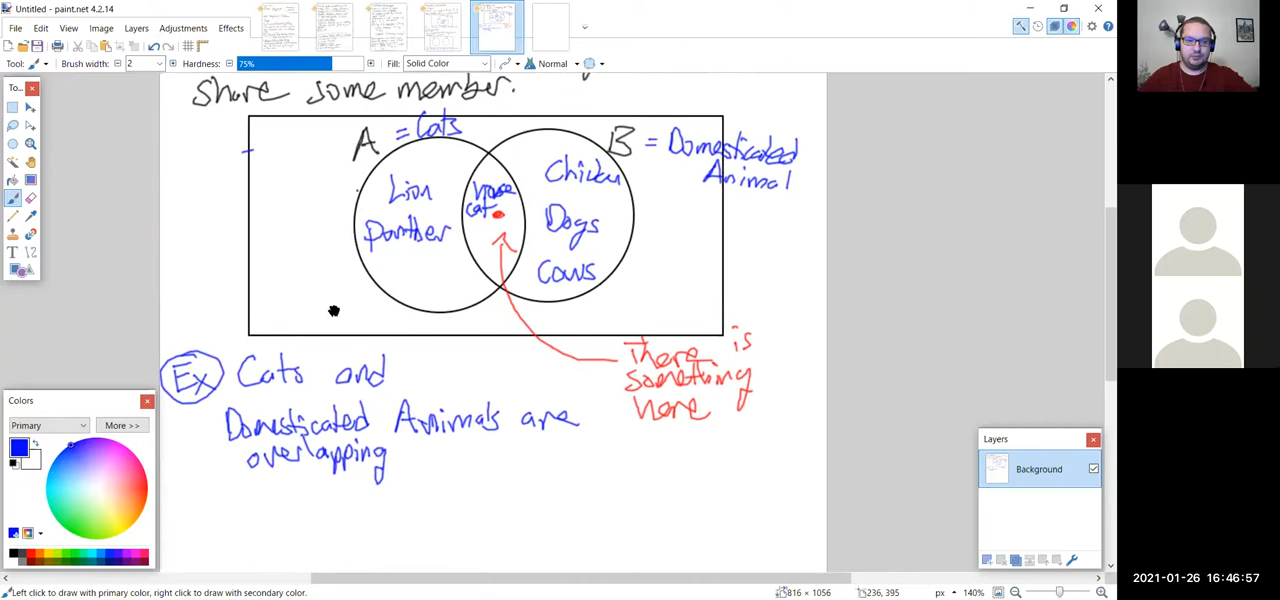 Untitled - paint.net 4.2.14
File Edit View Image Layers Adjustments Effects
Tool: Brush width: 2 Hardness: 75% Fill: Solid Color Normal
To...
share some member.
A = Cats
B = Domesticated
Animal
Lion
panther
house
cat
Chicken
Dogs
Cows
There is
something
here
Ex Cats and
Domesticated Animals are
overlapping
Colors
Primary
More >>
Layers
Background
2021-01-26 16:46:57
Left click to draw with primary color, right click to draw with secondary color.
816 × 1056
236, 395
px
140%